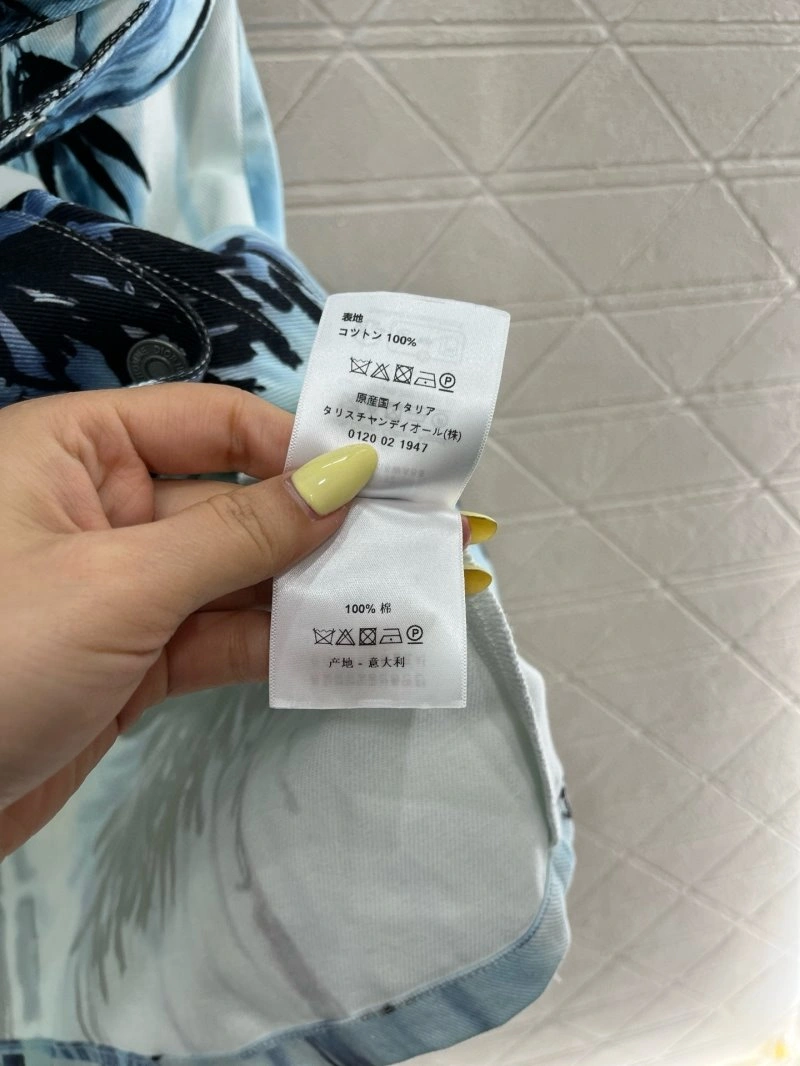 表地
コットン 100%
原産国 イタリア
タリスチャンディオール(株)
0120 02 1947
100% 棉
产地 - 意大利